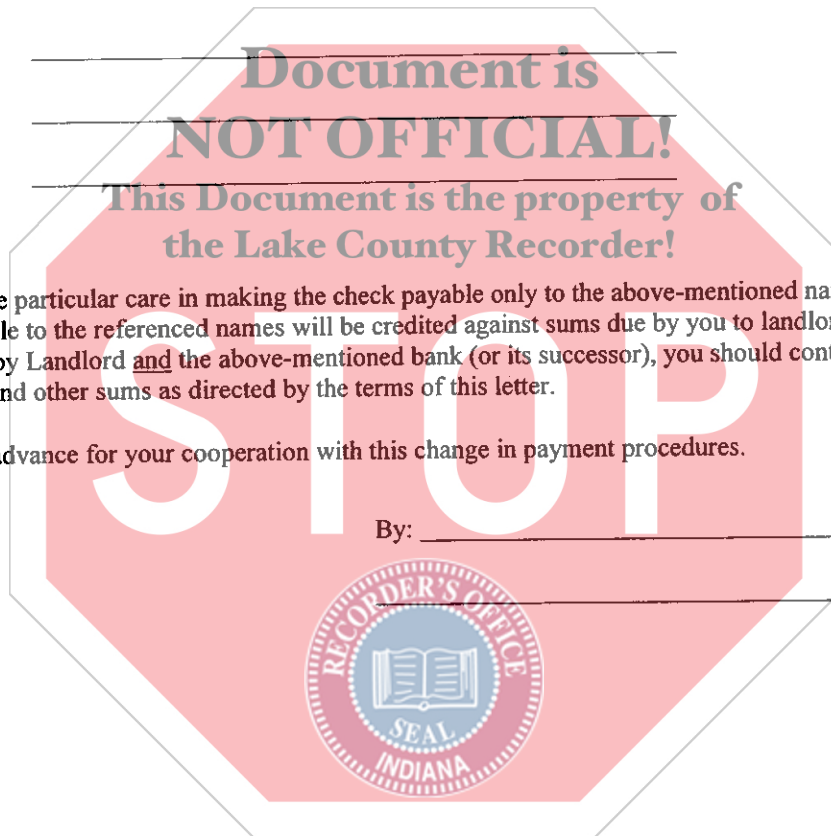 Document is
NOT OFFICIAL!
This Document is the property of
the Lake County Recorder!
particular care in making the check payable only to the above-mentioned
to the referenced names will be credited against sums due by you to
by Landlord and the above-mentioned bank (or its successor), you should
other sums as directed by the terms of this letter.
advance for your cooperation with this change in payment procedures.
STOP
By:
RECORDER'S OFFICE
SEAL
INDIANA